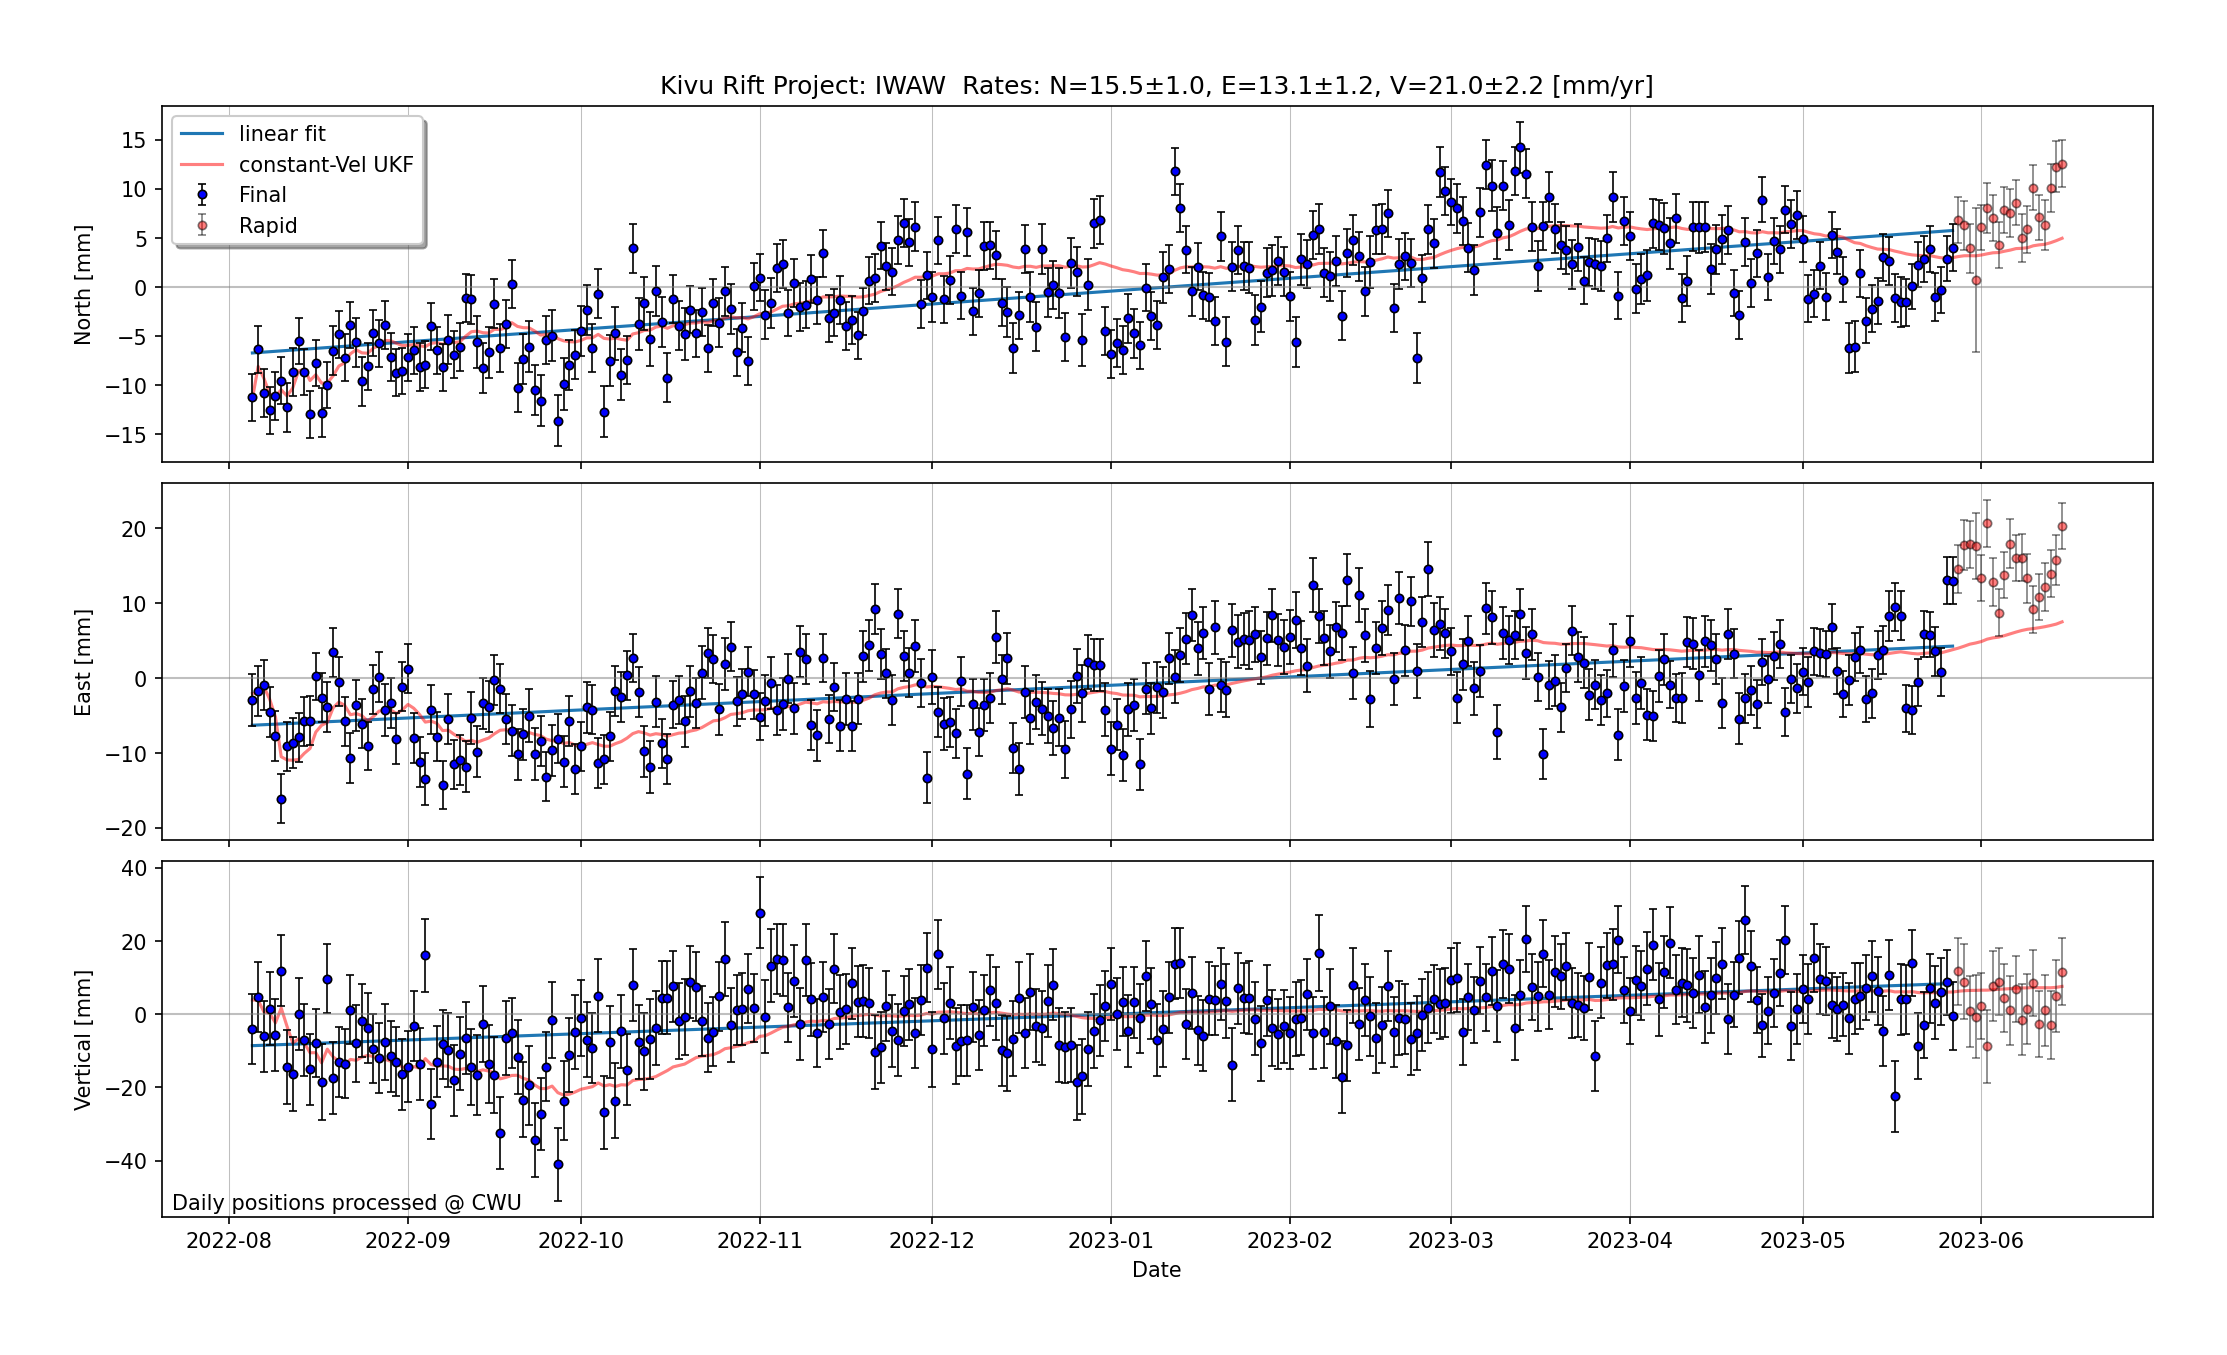 Kivu Rift Project: IWAW  Rates: N=15.5±1.0, E=13.1±1.2, V=21.0±2.2 [mm/yr]
linear fit
constant-Vel UKF
Final
Rapid
North [mm]
15
10
5
0
−5
−10
−15
East [mm]
20
10
0
−10
−20
Vertical [mm]
40
20
0
−20
−40
Daily positions processed @ CWU
2022-08 2022-09 2022-10 2022-11 2022-12 2023-01 2023-02 2023-03 2023-04 2023-05 2023-06
Date